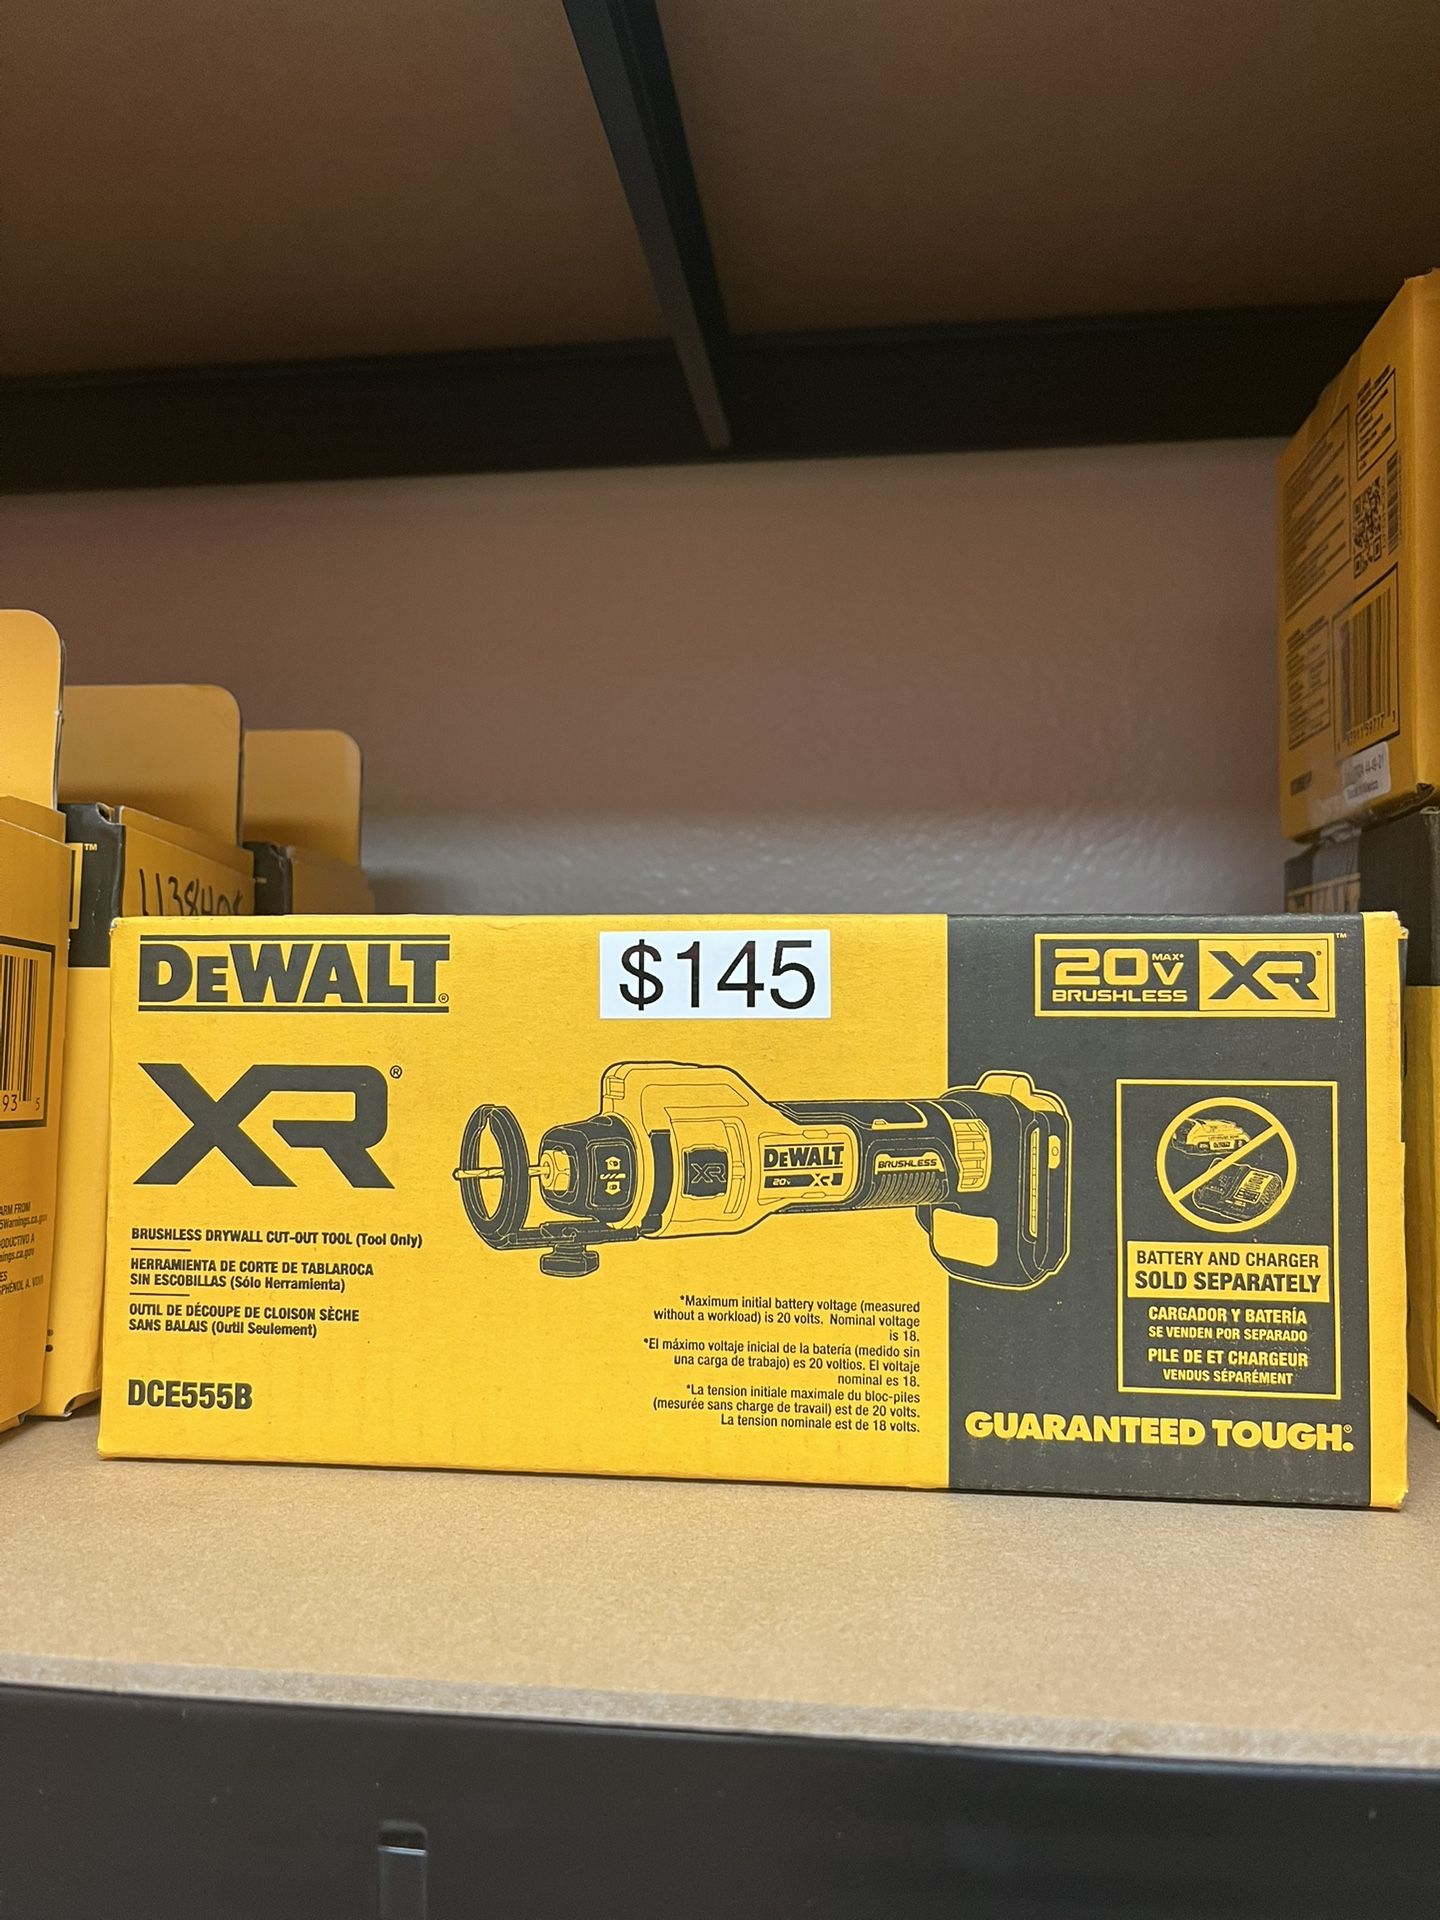 DEWALT®
$145
20V MAX* XR® ™
BRUSHLESS
XR®
DEWALT
20v XR
BRUSHLESS
XR
BRUSHLESS DRYWALL CUT-OUT TOOL (Tool Only)
HERRAMIENTA DE CORTE DE TABLAROCA
SIN ESCOBILLAS (Sólo Herramienta)
OUTIL DE DÉCOUPE DE CLOISON SÈCHE
SANS BALAIS (Outil Seulement)
DCE555B
*Maximum initial battery voltage (measured
without a workload) is 20 volts. Nominal voltage
is 18.
*El máximo voltaje inicial de la batería (medido sin
una carga de trabajo) es 20 voltios. El voltaje
nominal es 18.
*La tension initiale maximale du bloc-piles
(mesurée sans charge de travail) est de 20 volts.
La tension nominale est de 18 volts.
BATTERY AND CHARGER
SOLD SEPARATELY
CARGADOR Y BATERÍA
SE VENDEN POR SEPARADO
PILE DE ET CHARGEUR
VENDUS SÉPARÉMENT
GUARANTEED TOUGH.®
TM
93 5